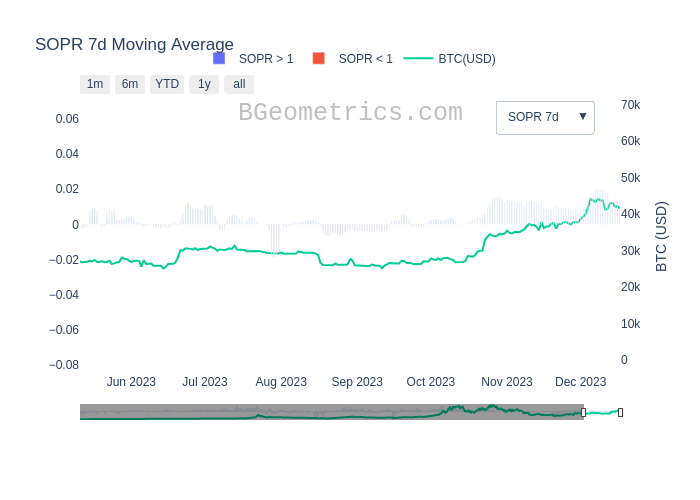 SOPR 7d Moving Average
SOPR > 1
SOPR < 1
BTC(USD)
1m
6m
YTD
1y
all
BGeometrics.com
SOPR 7d ▼
0.06
0.04
0.02
0
−0.02
−0.04
−0.06
−0.08
70k
60k
50k
40k
30k
20k
10k
0
BTC (USD)
Jun 2023
Jul 2023
Aug 2023
Sep 2023
Oct 2023
Nov 2023
Dec 2023